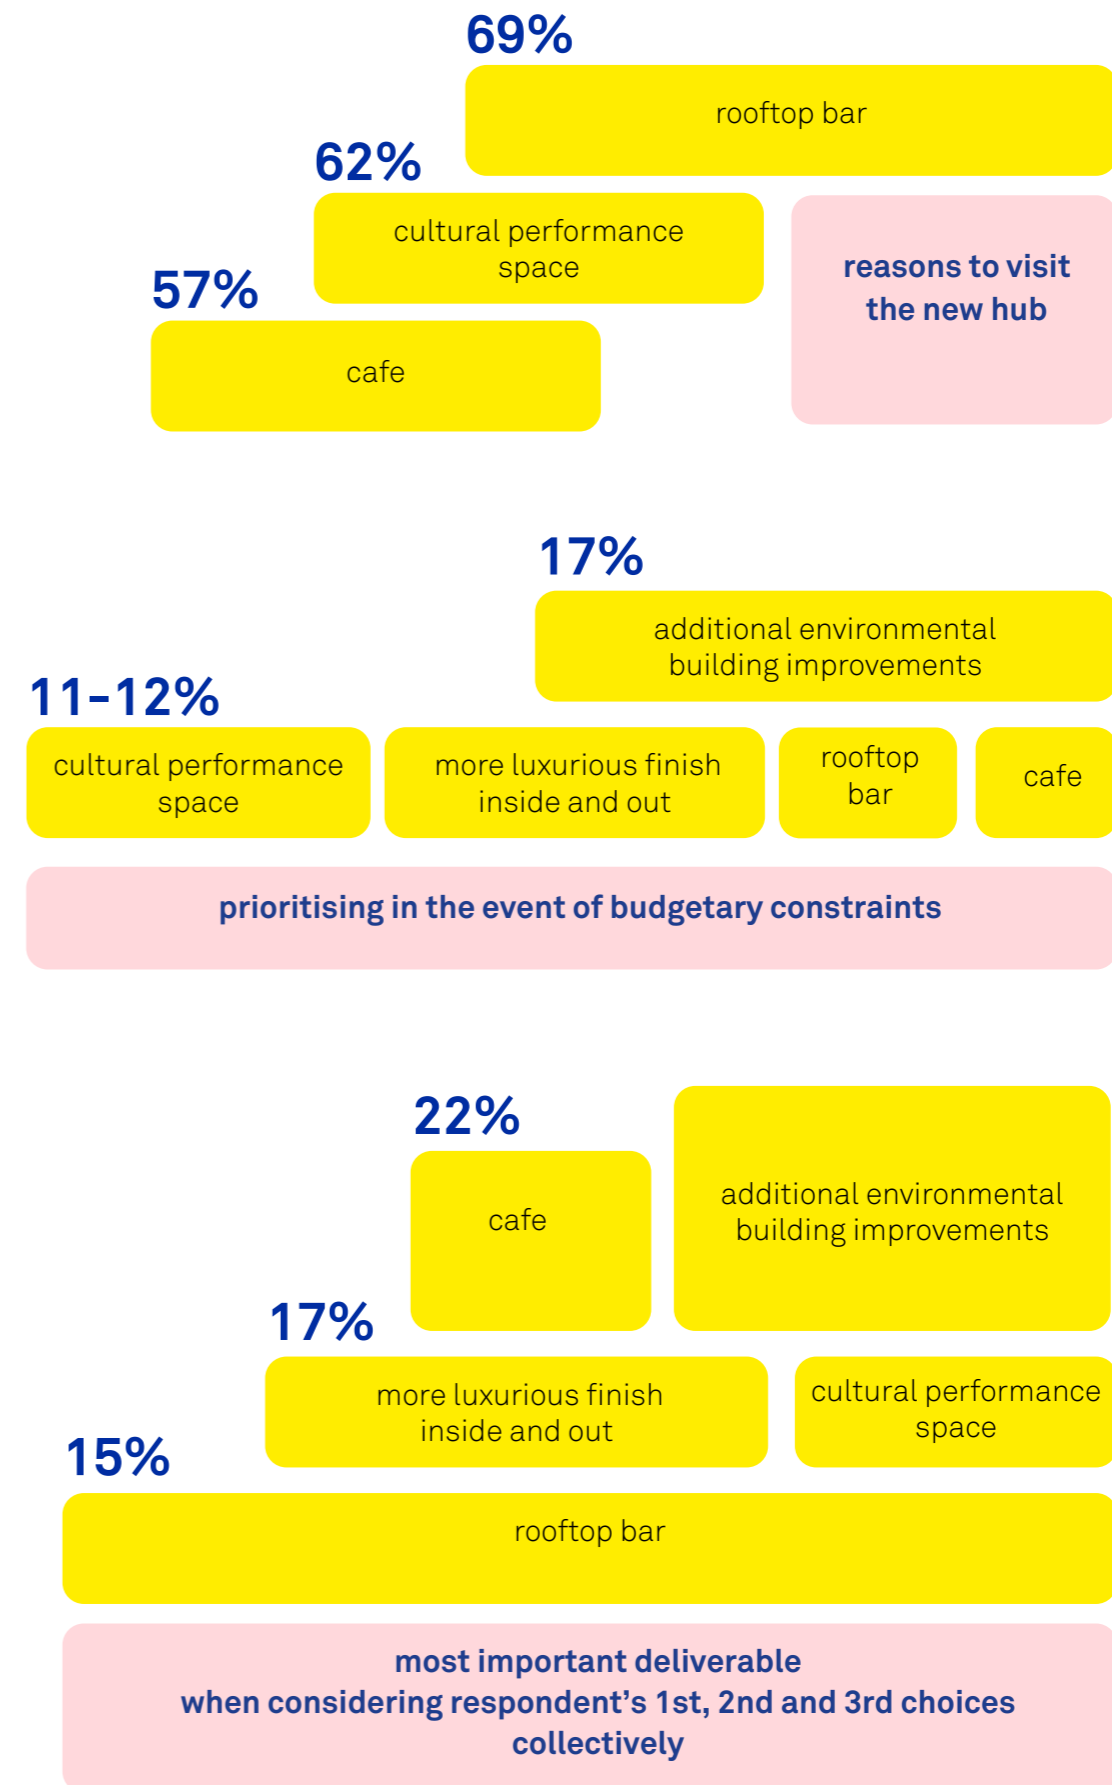 69%
rooftop bar
62%
cultural performance
space
reasons to visit
the new hub
57%
cafe
17%
additional environmental
building improvements
11-12%
cultural performance
space
more luxurious finish
inside and out
rooftop
bar
cafe
prioritising in the event of budgetary constraints
22%
cafe
additional environmental
building improvements
17%
more luxurious finish
inside and out
cultural performance
space
15%
rooftop bar
most important deliverable
when considering respondent's 1st, 2nd and 3rd choices
collectively